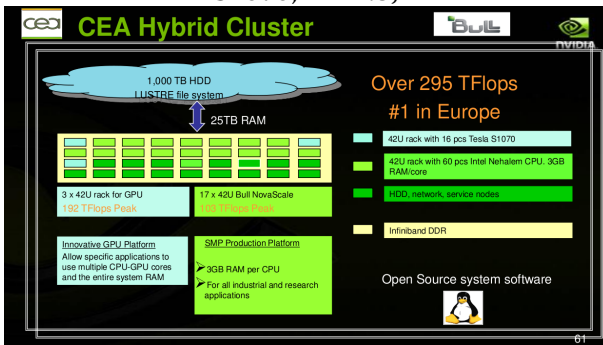 cea
CEA Hybrid Cluster
Bull
NVIDIA
1,000 TB HDD
LUSTRE file system
25TB RAM
3 x 42U rack for GPU
192 TFlops Peak
17 x 42U Bull NovaScale
103 TFlops Peak
Innovative GPU Platform
Allow specific applications to
use multiple CPU-GPU cores
and the entire system RAM
SMP Production Platform
3GB RAM per CPU
For all industrial and research
applications
Over 295 TFlops
#1 in Europe
42U rack with 16 pcs Tesla S1070
42U rack with 60 pcs Intel Nehalem CPU. 3GB
RAM/core
HDD, network, service nodes
Infiniband DDR
Open Source system software
61